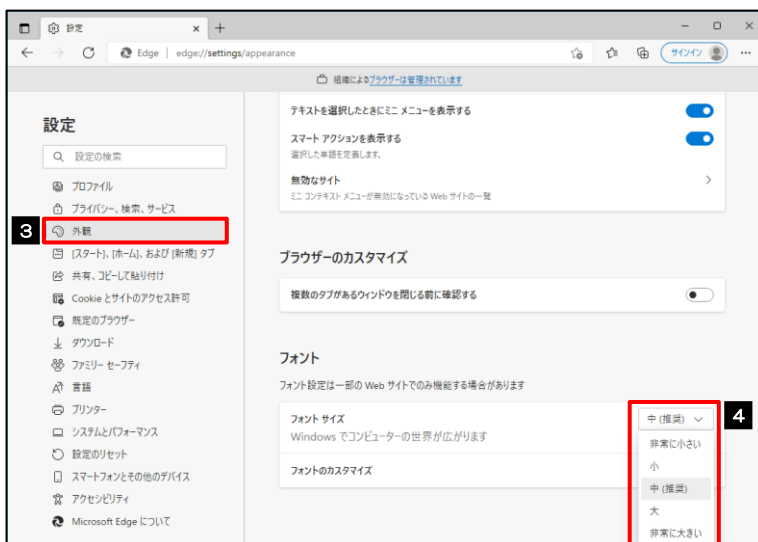 設定
Edge | edge://settings/appearance
サインイン
組織によるブラウザーは管理されています
設定
設定の検索
プロファイル
プライバシー、検索、サービス
3
外観
[スタート]、[ホーム]、および [新規] タブ
共有、コピーして貼り付け
Cookie とサイトのアクセス許可
既定のブラウザー
ダウンロード
ファミリー セーフティ
言語
プリンター
システムとパフォーマンス
設定のリセット
スマートフォンとその他のデバイス
アクセシビリティ
Microsoft Edge について
テキストを選択したときにミニ メニューを表示する
スマート アクションを表示する
選択した単語を定義します。
無効なサイト
ミニ コンテキスト メニューが無効になっている Web サイトの一覧
ブラウザーのカスタマイズ
複数のタブがあるウィンドウを閉じる前に確認する
フォント
フォント設定は一部の Web サイトでのみ機能する場合があります
フォント サイズ
Windows でコンピューターの世界が広がります
フォントのカスタマイズ
中 (推奨)
4
非常に小さい
小
中 (推奨)
大
非常に大きい